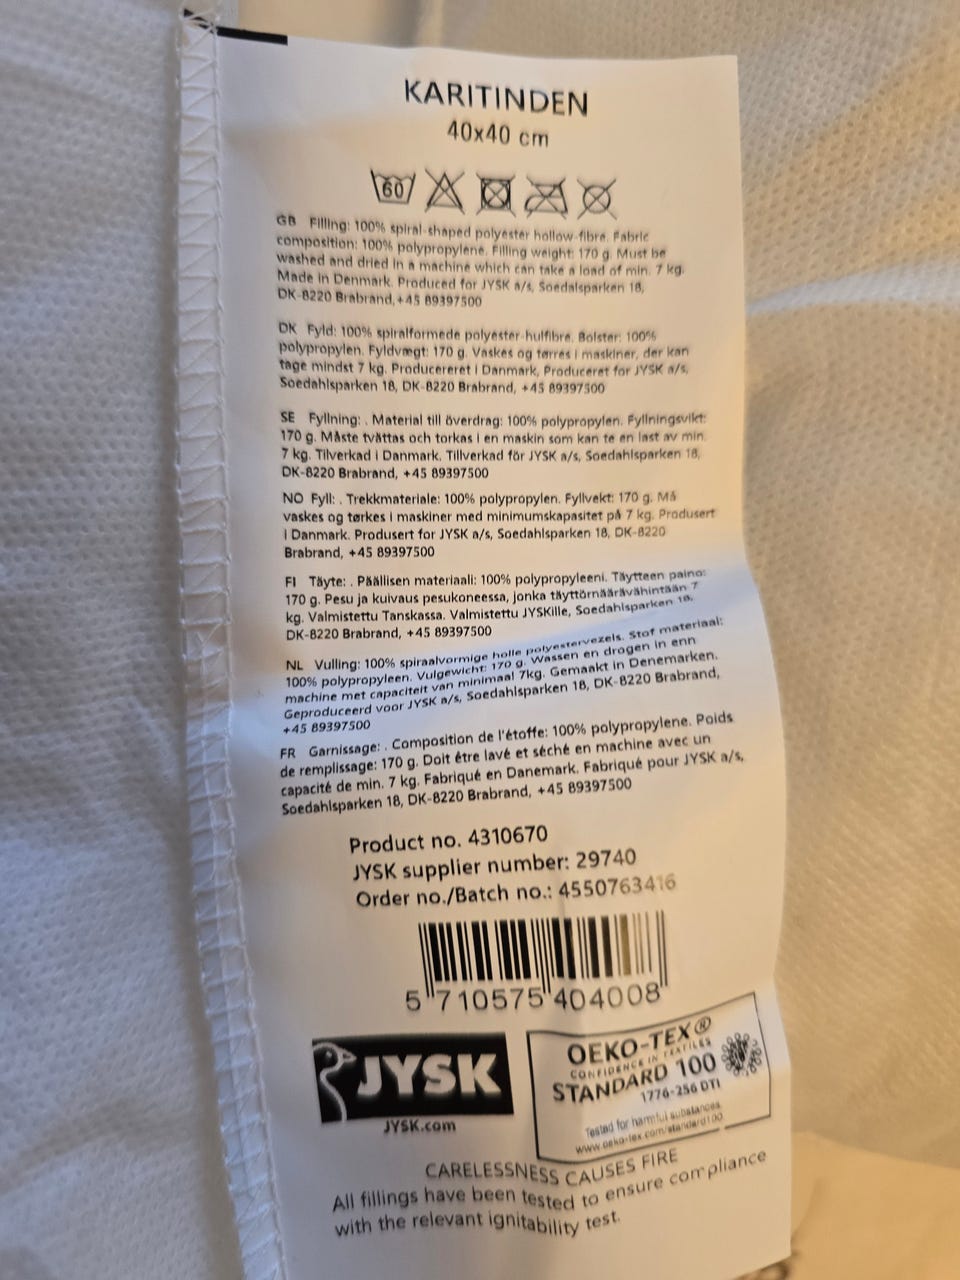 KARITINDEN
40x40 cm
60
GB Filling: 100% spiral-shaped polyester hollow-fibre. Fabric
composition: 100% polypropylene. Filling weight: 170 g. Must be
washed and dried in a machine which can take a load of min. 7 kg.
Made in Denmark. Produced for JYSK a/s, Soedalsparken 18,
DK-8220 Brabrand,+45 89397500
DK Fyld: 100% spiralformede polyester-hulfibre. Bolster: 100%
polypropylen. Fyldvægt: 170 g. Vaskes og tørres i maskiner, der kan
tage mindst 7 kg. Producereret i Danmark, Produceret for JYSK a/s,
Soedahlsparken 18, DK-8220 Brabrand, +45 89397500
SE Fyllning: . Material till överdrag: 100% polypropylen. Fyllningsvikt:
170 g. Måste tvättas och torkas i en maskin som kan te en last av min.
7 kg. Tilverkad i Danmark. Tillverkad för JYSK a/s, Soedahlsparken 18,
DK-8220 Brabrand, +45 89397500
NO Fyll: . Trekkmateriale: 100% polypropylen. Fyllvekt: 170 g. Må
vaskes og tørkes i maskiner med minimumskapasitet på 7 kg. Produsert
i Danmark. Produsert for JYSK a/s, Soedahlsparken 18, DK-8220
Brabrand, +45 89397500
FI Täyte: . Päällisen materiaali: 100% polypropyleeni. Täytteen paino:
170 g. Pesu ja kuivaus pesukoneessa, jonka täyttörnäärävähintään 7
kg. Valmistettu Tanskassa. Valmistettu JYSKille, Soedahlsparken 18,
DK-8220 Brabrand, +45 89397500
NL Vulling: 100% spiraalvormige holle polyestervezels. Stof materiaal:
100% polypropyleen. Vulgewicht: 170 g. Wassen en drogen in enn
machine met capaciteit van minimaal 7kg. Gemaakt in Denemarken.
Geproduceerd voor JYSK a/s, Soedahlsparken 18, DK-8220 Brabrand,
+45 89397500
FR Garnissage: . Composition de l'étoffe: 100% polypropylene. Poids
de remplissage: 170 g. Doit être lavé et séché en machine avec un
capacité de min. 7 kg. Fabriqué en Danemark. Fabriqué pour JYSK a/s,
Soedahlsparken 18, DK-8220 Brabrand, +45 89397500
Product no. 4310670
JYSK supplier number: 29740
Order no./Batch no.: 4550763416
5 710575 404008
JYSK
JYSK.com
OEKO-TEX®
CONFIDENCE IN TEXTILES
STANDARD 100
1776-256 DTI
Tested for harmful substances.
www.oeko-tex.com/standard100
CARELESSNESS CAUSES FIRE
All fillings have been tested to ensure compliance
with the relevant ignitability test.